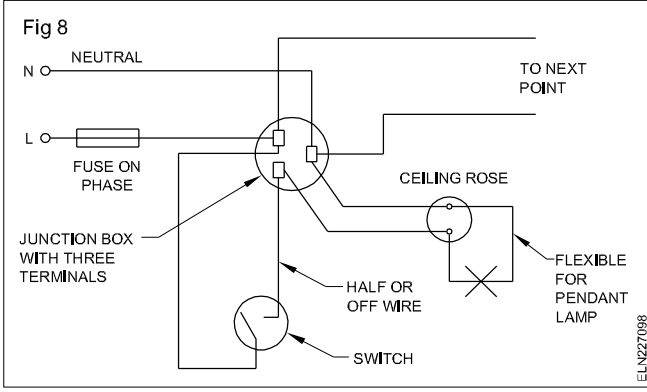 Fig 8
NEUTRAL
N
TO NEXT
POINT
L
FUSE ON
PHASE
CEILING ROSE
JUNCTION BOX
WITH THREE
TERMINALS
FLEXIBLE
FOR
PENDANT
LAMP
HALF OR
OFF WIRE
SWITCH
ELN227098